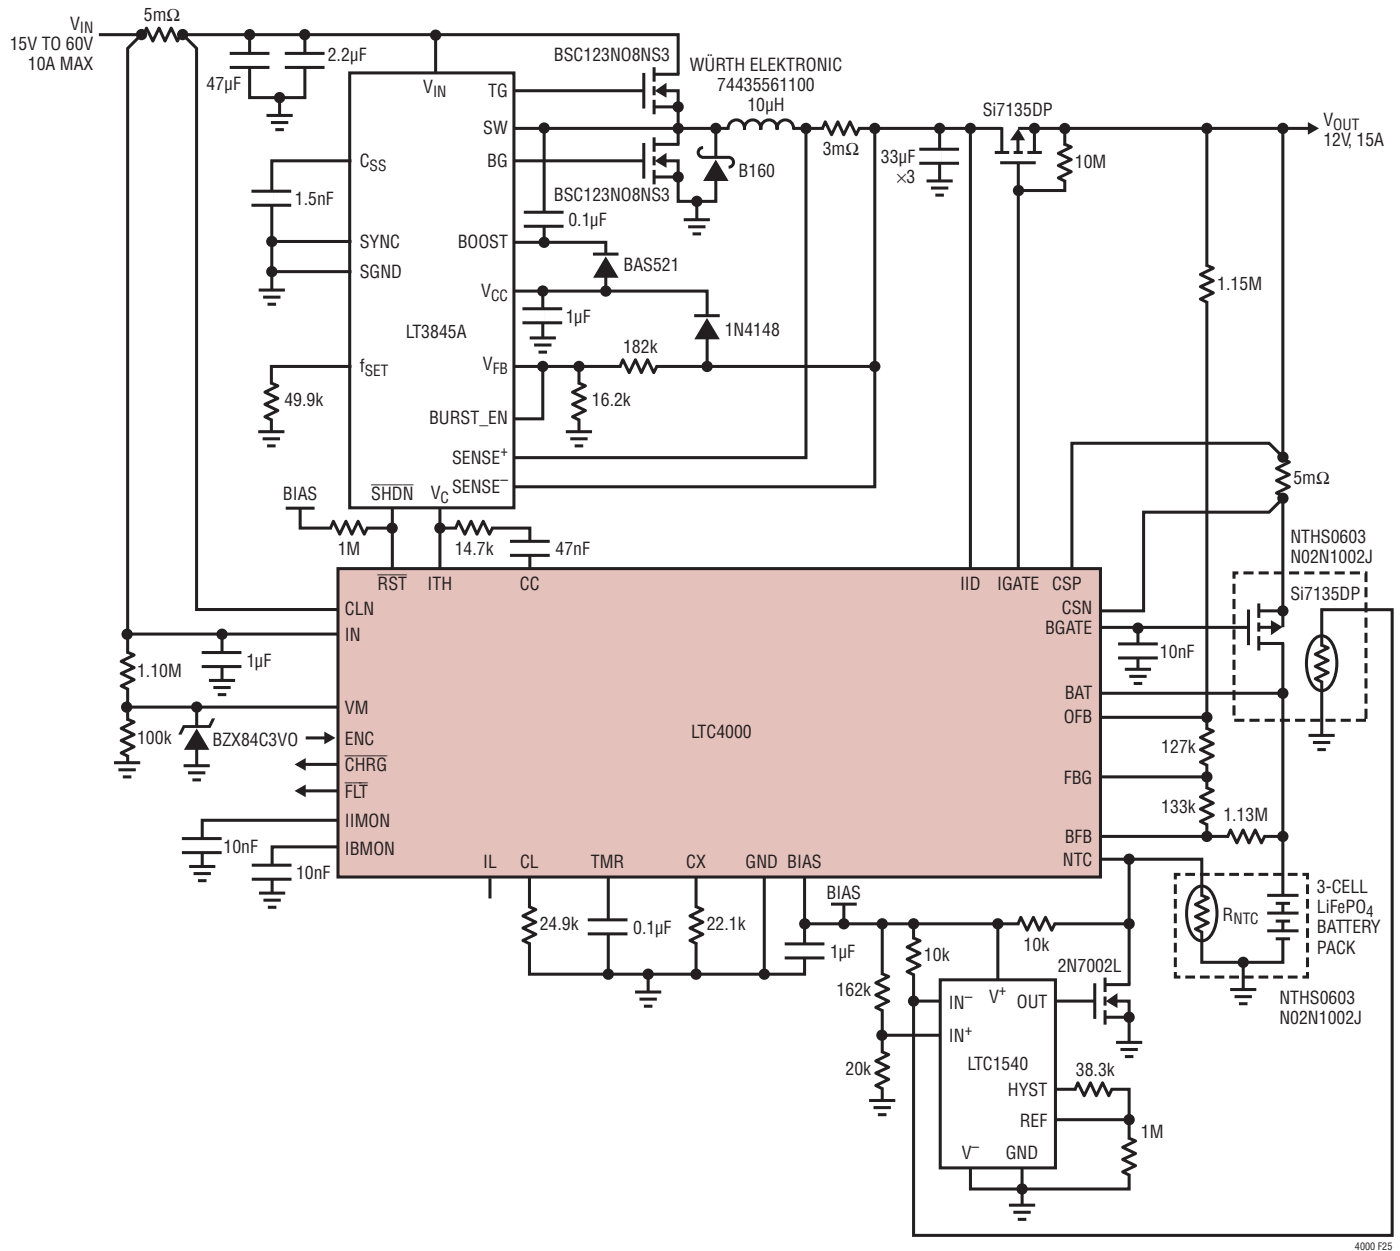 VIN
15V TO 60V
10A MAX
5mΩ
47µF
2.2µF
BSC123NO8NS3
WÜRTH ELEKTRONIC
74435561100
10µH
Si7135DP
VOUT
12V, 15A
VIN
TG
SW
BG
BSC123NO8NS3
B160
3mΩ
33µF
×3
10M
CSS
1.5nF
0.1µF
SYNC
BOOST
SGND
BAS521
1.15M
VCC
1µF
1N4148
LT3845A
182k
fSET
VFB
49.9k
16.2k
BURST_EN
SENSE+
SENSE–
5mΩ
BIAS
SHDN
VC
1M
14.7k
47nF
NTHS0603
N02N1002J
Si7135DP
RST
ITH
CC
IID
IGATE
CSP
CLN
CSN
IN
BGATE
1µF
10nF
1.10M
BAT
VM
OFB
LTC4000
100k
BZX84C3VO
ENC
127k
CHRG
FBG
FLT
133k
1.13M
IIMON
BFB
10nF
IBMON
NTC
10nF
IL
CL
TMR
CX
GND
BIAS
BIAS
3-CELL
LiFePO4
BATTERY
PACK
RNTC
24.9k
0.1µF
22.1k
1µF
10k
10k
2N7002L
162k
IN–
V+
OUT
NTHS0603
N02N1002J
IN+
20k
LTC1540
38.3k
HYST
REF
1M
V–
GND
4000 F25